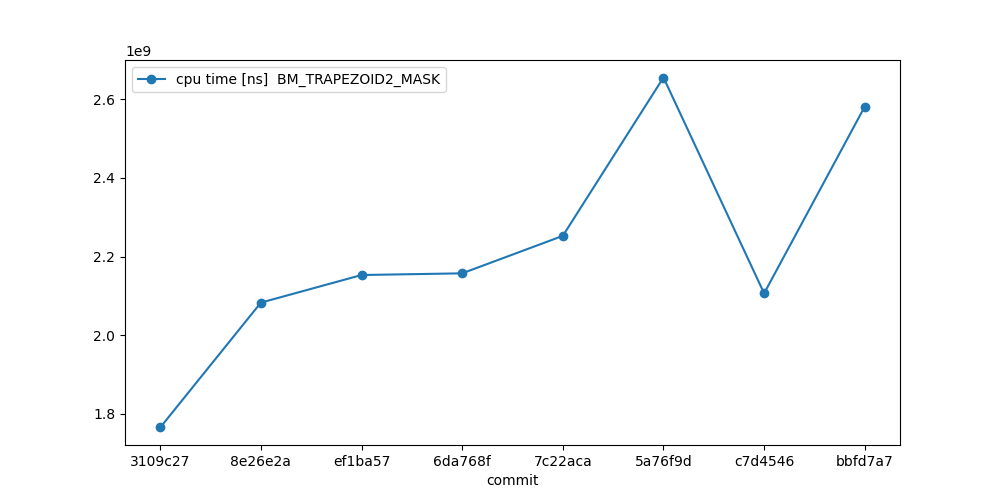 1e9
cpu time [ns]  BM_TRAPEZOID2_MASK
2.6
2.4
2.2
2.0
1.8
3109c27 8e26e2a ef1ba57 6da768f 7c22aca 5a76f9d c7d4546 bbfd7a7
commit